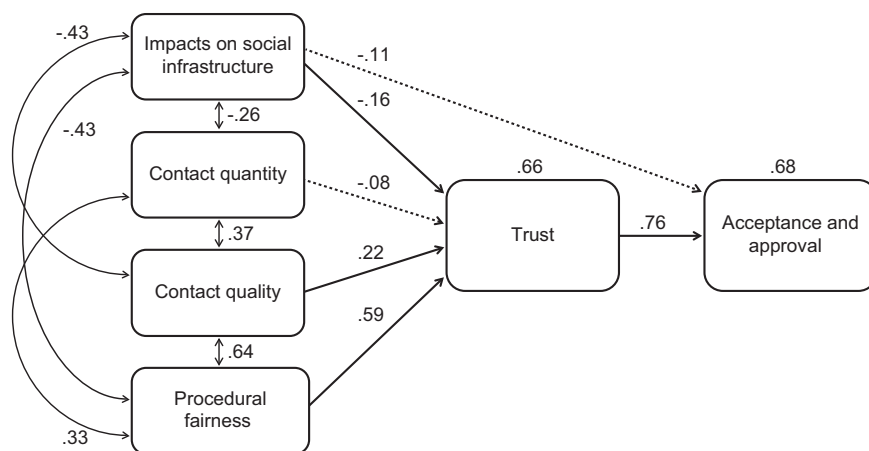 -.43
Impacts on social
infrastructure
-.11
-.16
-.26
-.43
Contact quantity
-.08
.66
.68
Trust
.76
Acceptance and
approval
.37
Contact quality
.22
.59
.64
Procedural
fairness
.33